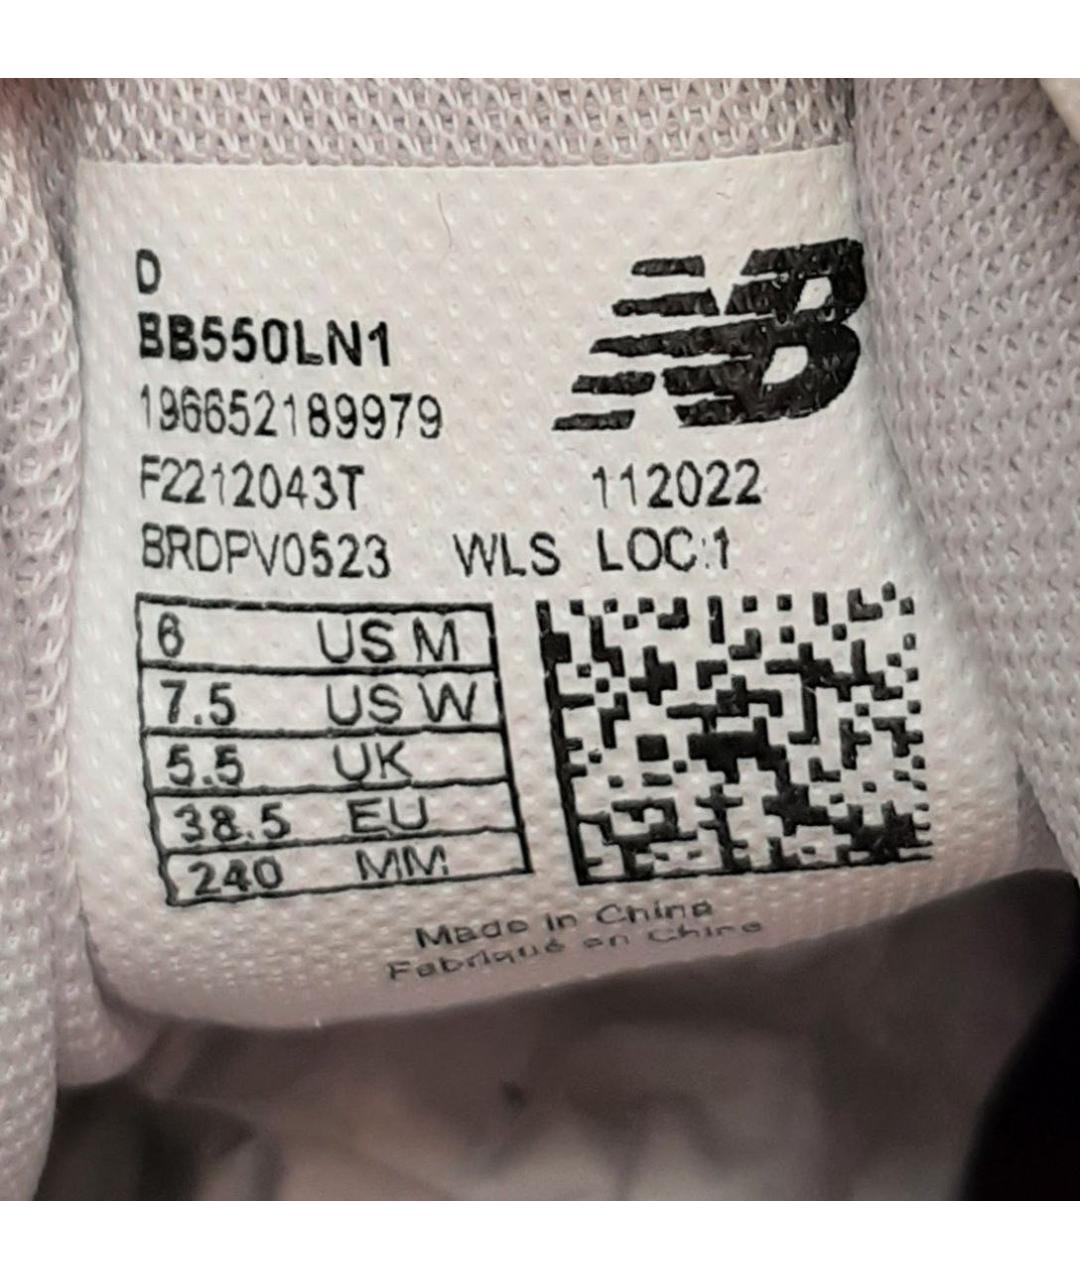 D
BB550LN1
NB
196652189979
F2212043T 112022
BRDPV0523 WLS LOC:1
6 US M
7.5 US W
5.5 UK
38.5 EU
240 MM
Made in China
Fabriqué en Chine